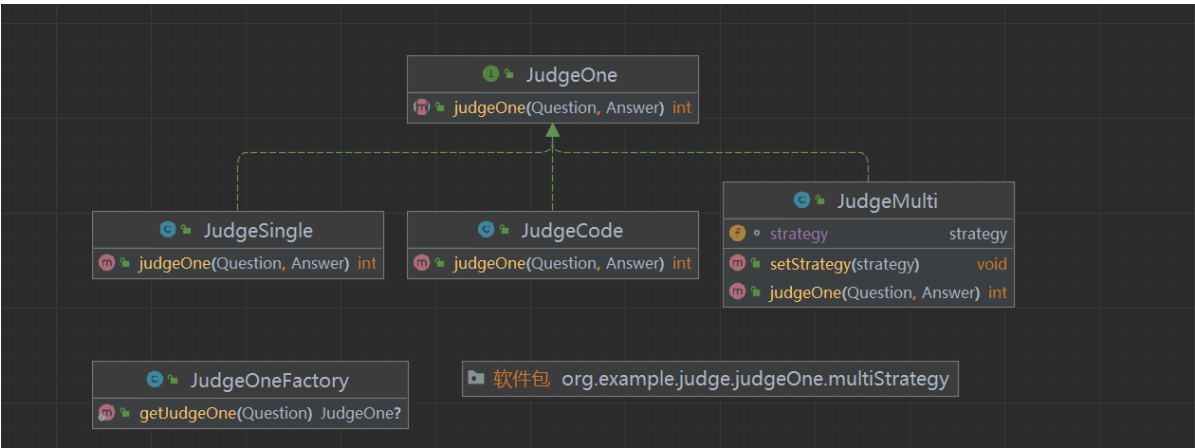 JudgeOne
judgeOne(Question, Answer) int
JudgeSingle
judgeOne(Question, Answer) int
JudgeCode
judgeOne(Question, Answer) int
JudgeMulti
strategy strategy
setStrategy(strategy) void
judgeOne(Question, Answer) int
JudgeOneFactory
getJudgeOne(Question) JudgeOne?
软件包 org.example.judge.judgeOne.multiStrategy